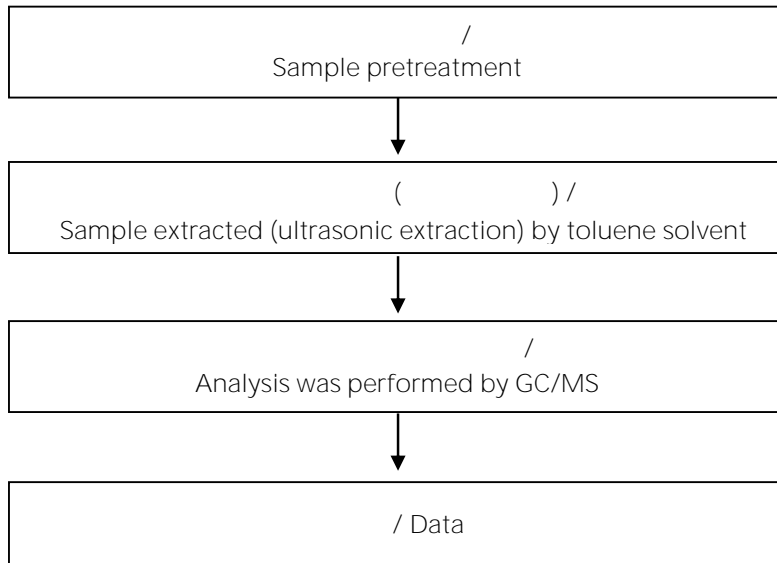 /
Sample pretreatment
( ) /
Sample extracted (ultrasonic extraction) by toluene solvent
/
Analysis was performed by GC/MS
/ Data